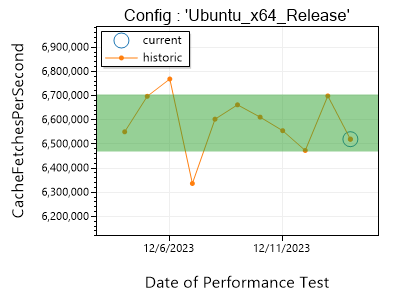 Config : 'Ubuntu_x64_Release'
current
historic
CacheFetchesPerSecond
6,900,000
6,800,000
6,700,000
6,600,000
6,500,000
6,400,000
6,300,000
6,200,000
12/6/2023
12/11/2023
Date of Performance Test